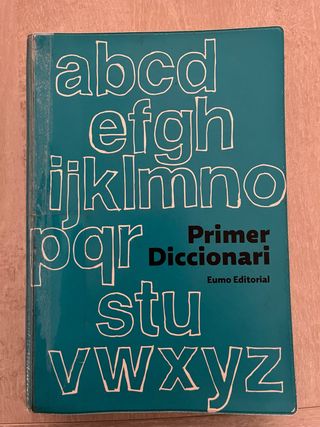 abcd
efgh
ijklmno
pqr
Primer
Diccionari
Eumo Editorial
stu
vwxyz